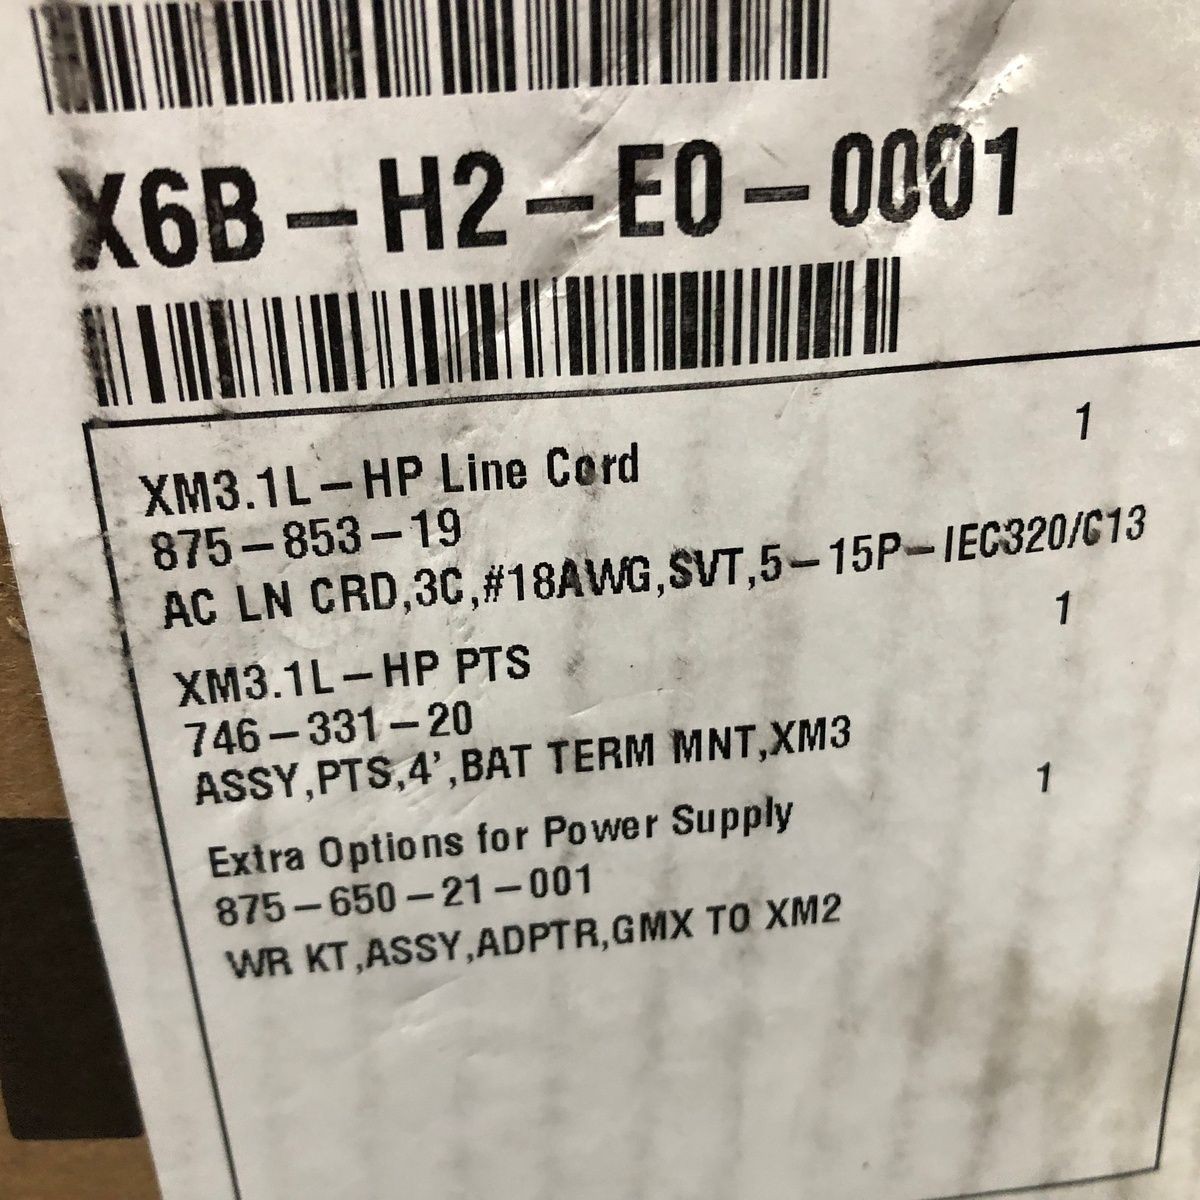 X6B-H2-E0-0001
XM3.1L-HP Line Cord 1
875-853-19
AC LN CRD,3C,#18AWG,SVT,5-15P-IEC320/C13
XM3.1L-HP PTS 1
746-331-20
ASSY,PTS,4',BAT TERM MNT,XM3
Extra Options for Power Supply 1
875-650-21-001
WR KT,ASSY,ADPTR,GMX TO XM2